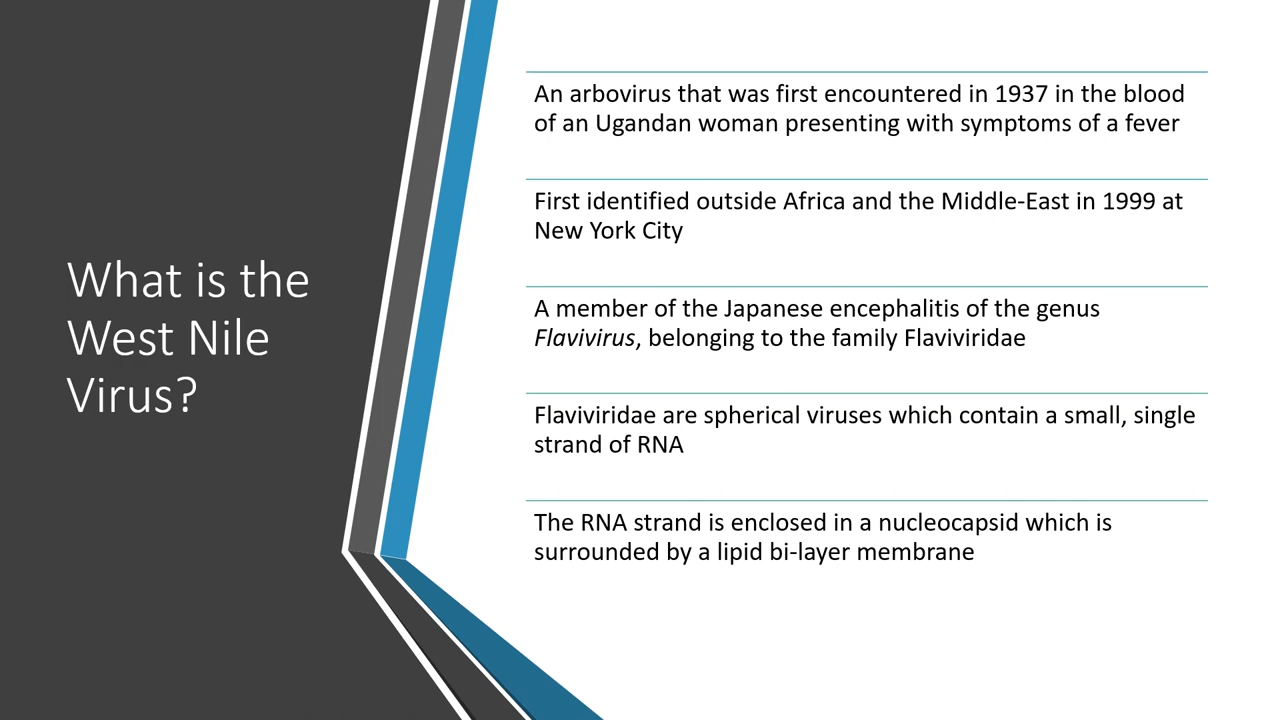 What is the
West Nile
Virus?
An arbovirus that was first encountered in 1937 in the blood
of an Ugandan woman presenting with symptoms of a fever
First identified outside Africa and the Middle-East in 1999 at
New York City
A member of the Japanese encephalitis of the genus
Flavivirus, belonging to the family Flaviviridae
Flaviviridae are spherical viruses which contain a small, single
strand of RNA
The RNA strand is enclosed in a nucleocapsid which is
surrounded by a lipid bi-layer membrane